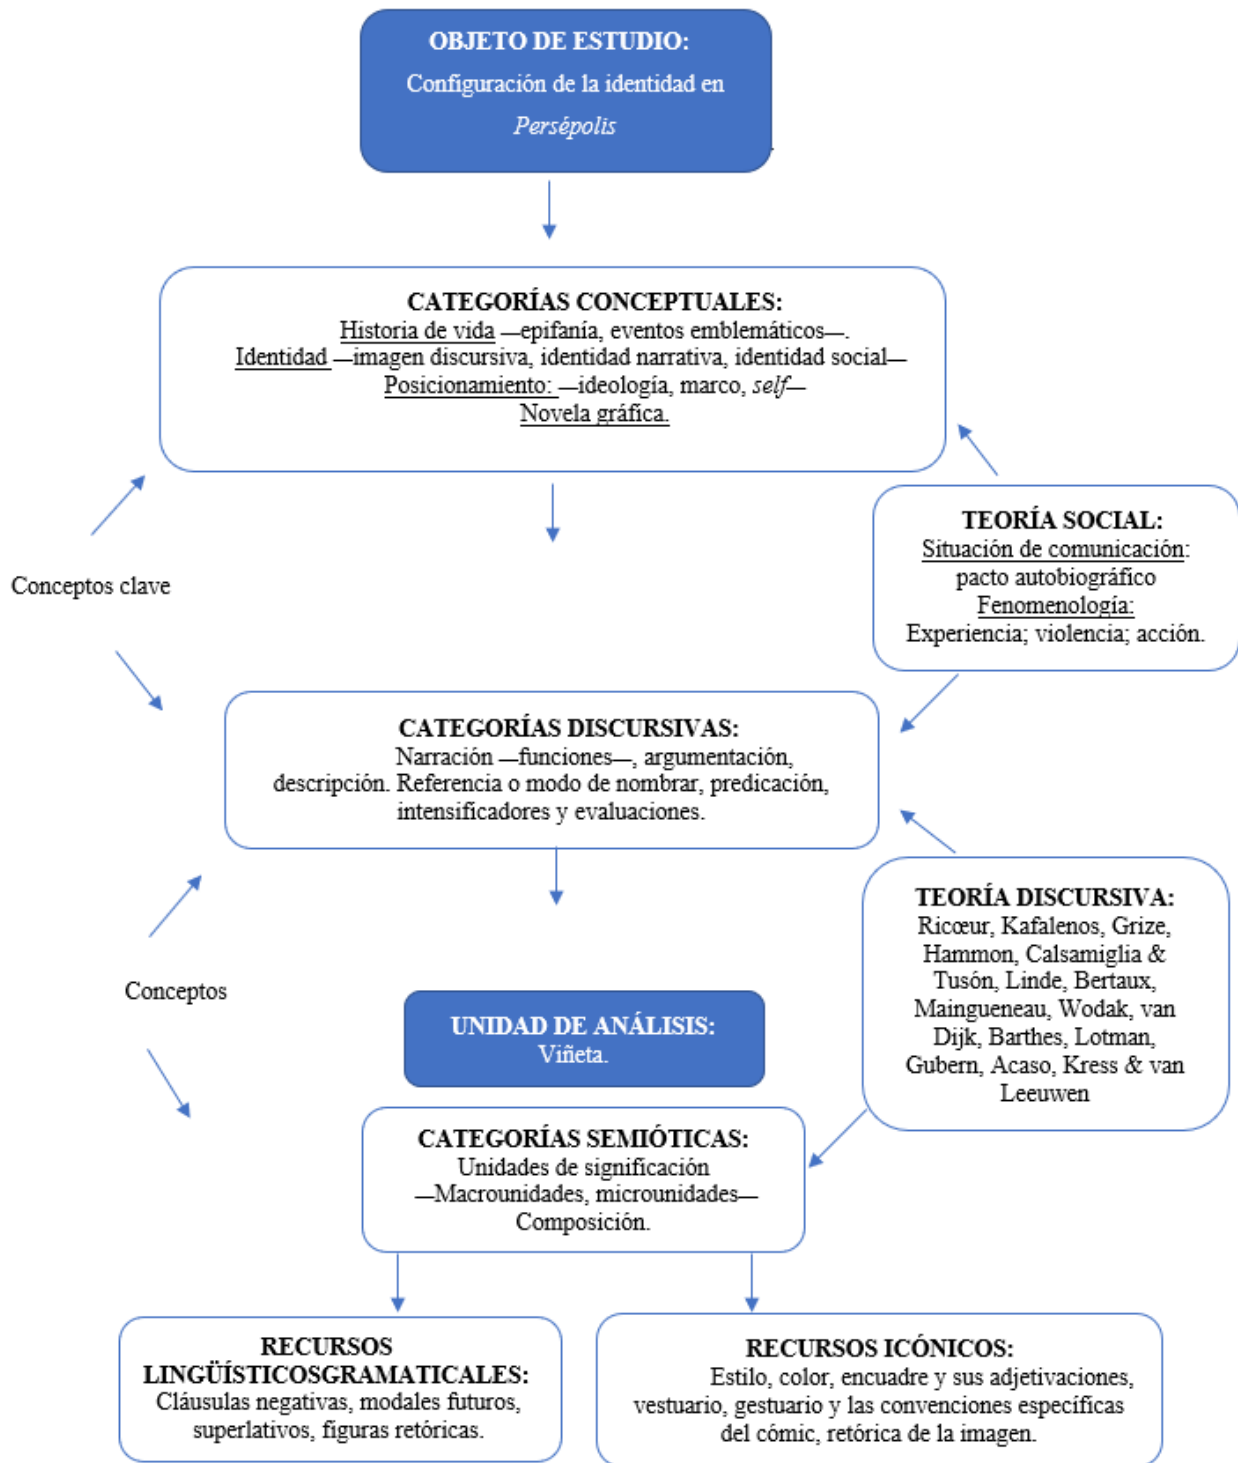 OBJETO DE ESTUDIO:
Configuración de la identidad en
Persépolis
CATEGORÍAS CONCEPTUALES:
Historia de vida —epifanía, eventos emblemáticos—.
Identidad —imagen discursiva, identidad narrativa, identidad social—
Posicionamiento: —ideología, marco, self—
Novela gráfica.
TEORÍA SOCIAL:
Situación de comunicación:
pacto autobiográfico
Fenomenología:
Experiencia; violencia; acción.
Conceptos clave
CATEGORÍAS DISCURSIVAS:
Narración —funciones—, argumentación,
descripción. Referencia o modo de nombrar, predicación,
intensificadores y evaluaciones.
TEORÍA DISCURSIVA:
Ricœur, Kafalenos, Grize,
Hammon, Calsamiglia &
Tusón, Linde, Bertaux,
Maingueneau, Wodak, van
Dijk, Barthes, Lotman,
Gubern, Acaso, Kress & van
Leeuwen
Conceptos
UNIDAD DE ANÁLISIS:
Viñeta.
CATEGORÍAS SEMIÓTICAS:
Unidades de significación
—Macrounidades, microunidades—
Composición.
RECURSOS
LINGÜÍSTICOSGRAMATICALES:
Cláusulas negativas, modales futuros,
superlativos, figuras retóricas.
RECURSOS ICÓNICOS:
Estilo, color, encuadre y sus adjetivaciones,
vestuario, gestuario y las convenciones específicas
del cómic, retórica de la imagen.